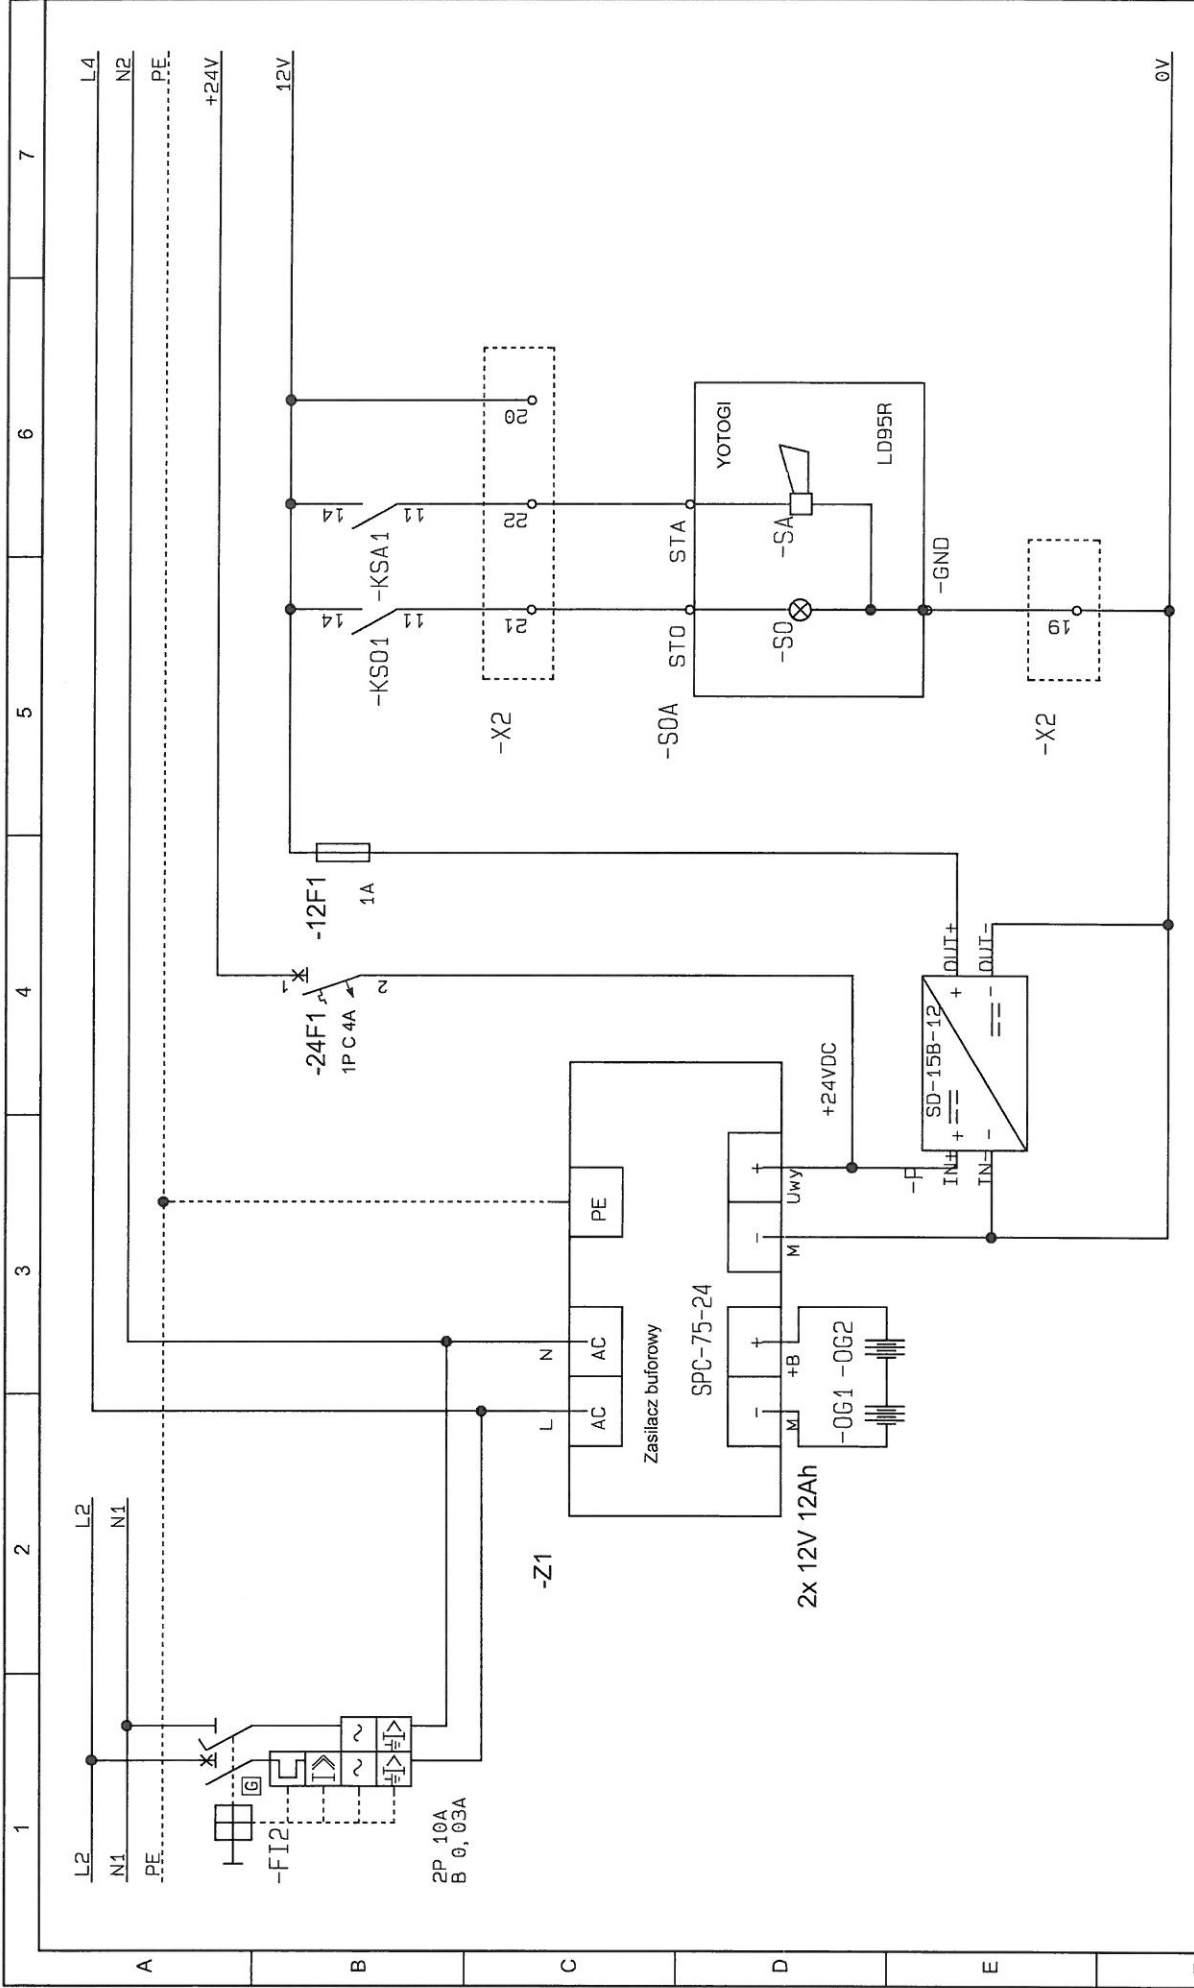 1
2
3
4
5
6
7
A
B
C
D
E
L2
N1
PE
L2
N1
L4
N2
PE
+24V
12V
0V
-FI2
G
2P 10A
B 0,03A
-Z1
L
N
AC
AC
PE
Zasilacz buforowy
SPC-75-24
-
+
-
+
M
+B
M
Uwy
2x 12V 12Ah
-OG1
-OG2
+24VDC
-24F1
1P C 4A
1
2
-12F1
1A
-P
IN+
IN-
+
-
SD-15B-12
+
-
OUT+
OUT-
-KSO1
14
11
-KSA1
14
11
-X2
21
22
20
-SOA
STO
STA
YOTOGI
LD95R
-SO
-SA
-GND
-X2
19